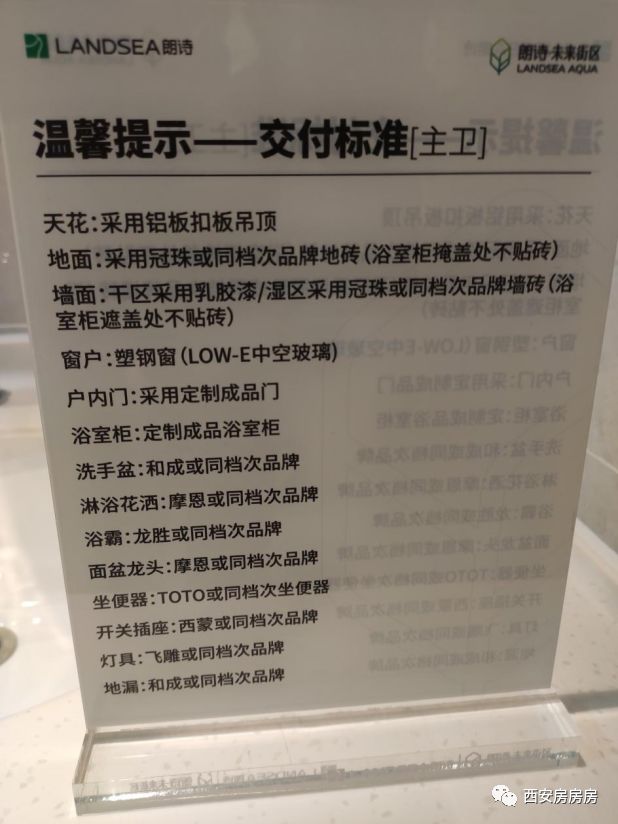 LANDSEA朗诗
朗诗·未来街区
LANDSEA AQUA
温馨提示——交付标准[主卫]
天花:采用铝板扣板吊顶
地面:采用冠珠或同档次品牌地砖(浴室柜掩盖处不贴砖)
墙面:干区采用乳胶漆/湿区采用冠珠或同档次品牌墙砖(浴
室柜遮盖处不贴砖)
窗户:塑钢窗(LOW-E中空玻璃)
户内门:采用定制成品门
浴室柜:定制成品浴室柜
洗手盆:和成或同档次品牌
淋浴花洒:摩恩或同档次品牌
浴霸:龙胜或同档次品牌
面盆龙头:摩恩或同档次品牌
坐便器:TOTO或同档次坐便器
开关插座:西蒙或同档次品牌
灯具:飞雕或同档次品牌
地漏:和成或同档次品牌
西安房房房